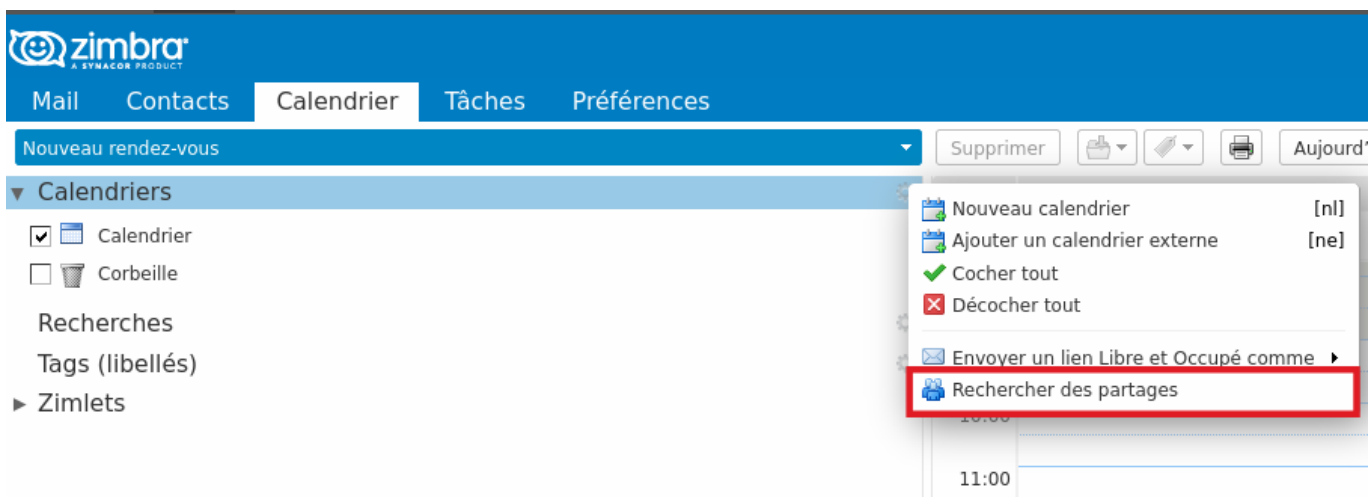 zimbra
A SYNACOR PRODUCT
Mail Contacts Calendrier Tâches Préférences
Nouveau rendez-vous
Supprimer
Aujourd'
Calendriers
Calendrier
Corbeille
Recherches
Tags (libellés)
Zimlets
Nouveau calendrier [nl]
Ajouter un calendrier externe [ne]
Cocher tout
Décocher tout
Envoyer un lien Libre et Occupé comme
Rechercher des partages
10:00
11:00